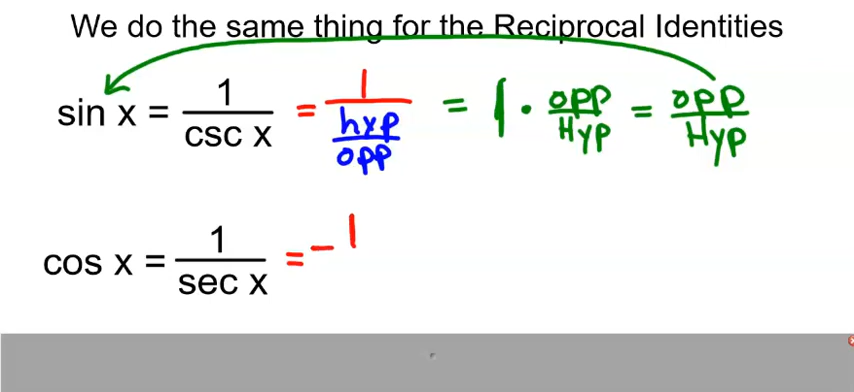 We do the same thing for the Reciprocal Identities
sin x = 1/csc x = 1/(hyp/opp) = 1 · opp/Hyp = opp/Hyp
cos x = 1/sec x = - 1